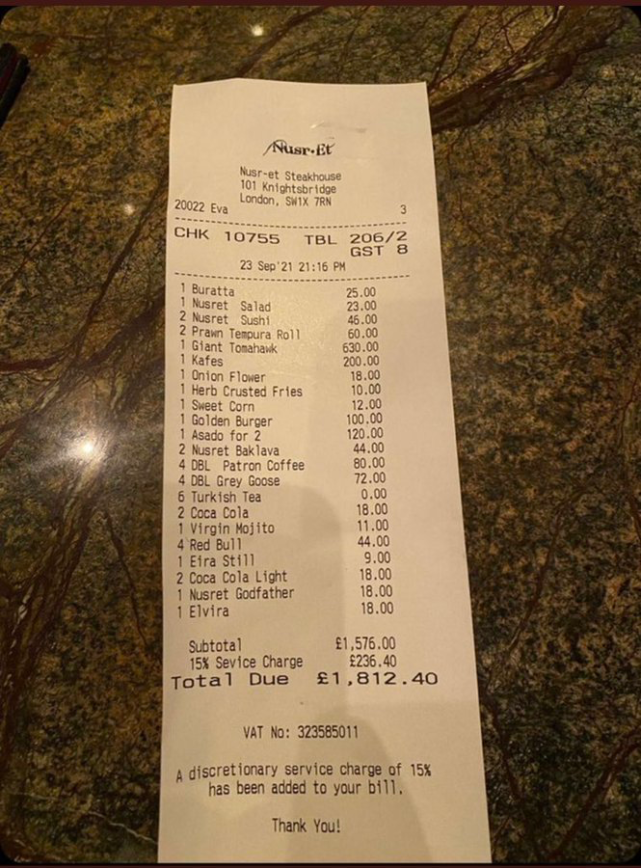 Nusr-Et
Nusr-et Steakhouse
101 Knightsbridge
London, SW1X 7RN
20022 Eva 3
CHK 10755 TBL 206/2
GST 8
23 Sep'21 21:16 PM
1 Buratta 25.00
1 Nusret Salad 23.00
2 Nusret Sushi 46.00
2 Prawn Tempura Roll 60.00
1 Giant Tomahawk 630.00
1 Kafes 200.00
1 Onion Flower 18.00
1 Herb Crusted Fries 10.00
1 Sweet Corn 12.00
1 Golden Burger 100.00
1 Asado for 2 120.00
2 Nusret Baklava 44.00
4 DBL Patron Coffee 80.00
4 DBL Grey Goose 72.00
6 Turkish Tea 0.00
2 Coca Cola 18.00
1 Virgin Mojito 11.00
4 Red Bull 44.00
1 Eira Still 9.00
2 Coca Cola Light 18.00
1 Nusret Godfather 18.00
1 Elvira 18.00
Subtotal £1,576.00
15% Sevice Charge £236.40
Total Due £1,812.40
VAT No: 323585011
A discretionary service charge of 15%
has been added to your bill.
Thank You!